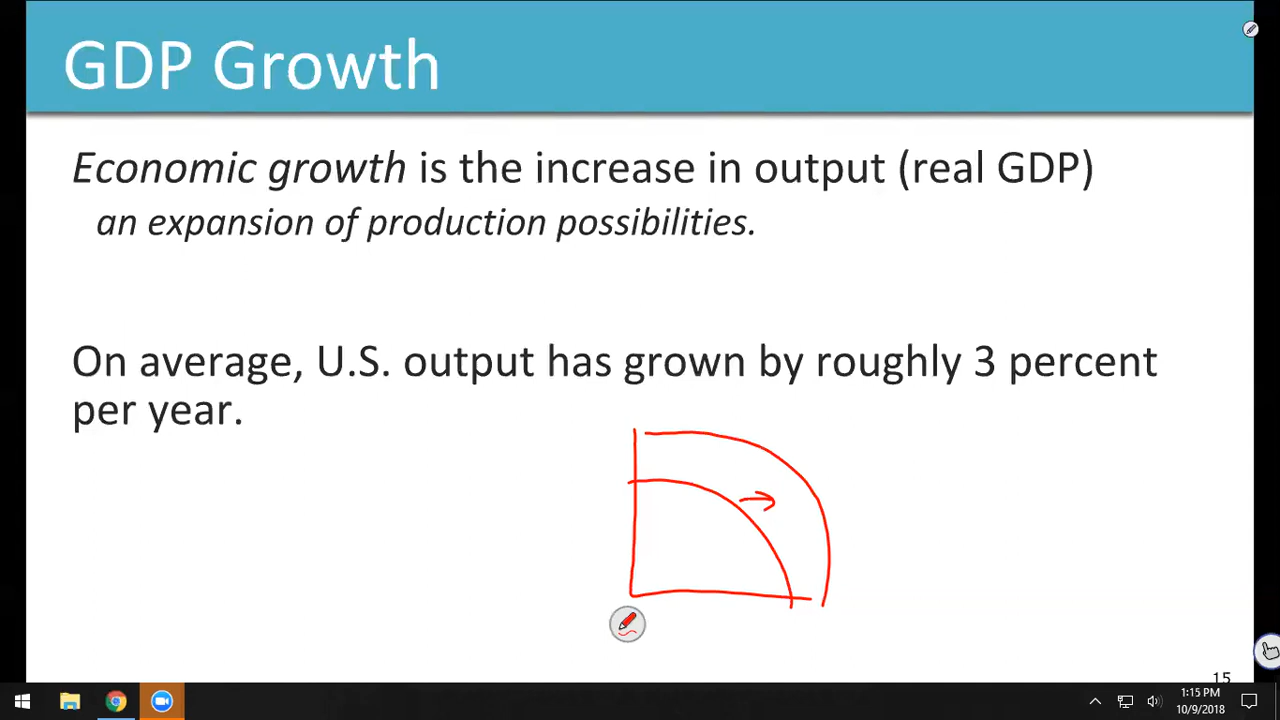 GDP Growth
Economic growth is the increase in output (real GDP)
an expansion of production possibilities.
On average, U.S. output has grown by roughly 3 percent
per year.
15
1:15 PM
10/9/2018